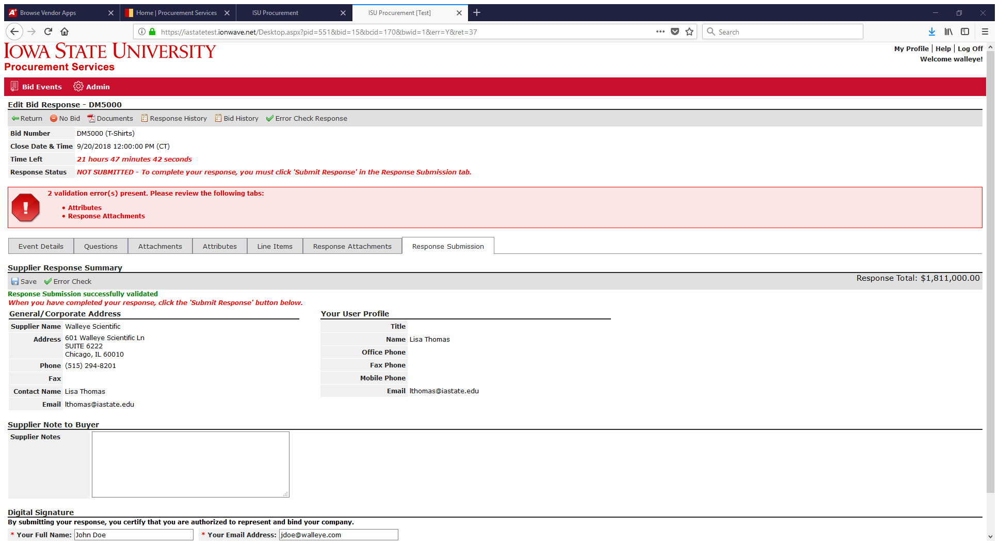 Browse Vendor Apps
Home | Procurement Services
ISU Procurement
ISU Procurement [Test]
https://iastatetest.ionwave.net/Desktop.aspx?pid=551&bid=15&bcid=170&bwid=1&err=Y&ret=37
Search
IOWA STATE UNIVERSITY
Procurement Services
My Profile | Help | Log Off
Welcome walleye!
Bid Events Admin
Edit Bid Response - DM5000
Return No Bid Documents Response History Bid History Error Check Response
Bid Number DM5000 (T-Shirts)
Close Date & Time 9/20/2018 12:00:00 PM (CT)
Time Left 21 hours 47 minutes 42 seconds
Response Status NOT SUBMITTED - To complete your response, you must click 'Submit Response' in the Response Submission tab.
2 validation error(s) present. Please review the following tabs:
• Attributes
• Response Attachments
Event Details Questions Attachments Attributes Line Items Response Attachments Response Submission
Supplier Response Summary
Save Error Check Response Total: $1,811,000.00
Response Submission successfully validated
When you have completed your response, click the 'Submit Response' button below.
General/Corporate Address
Supplier Name Walleye Scientific
Address 601 Walleye Scientific Ln
SUITE 6222
Chicago, IL 60010
Phone (515) 294-8201
Fax
Contact Name Lisa Thomas
Email lthomas@iastate.edu
Your User Profile
Title
Name Lisa Thomas
Office Phone
Fax Phone
Mobile Phone
Email lthomas@iastate.edu
Supplier Note to Buyer
Supplier Notes
Digital Signature
By submitting your response, you certify that you are authorized to represent and bind your company.
* Your Full Name: John Doe * Your Email Address: jdoe@walleye.com